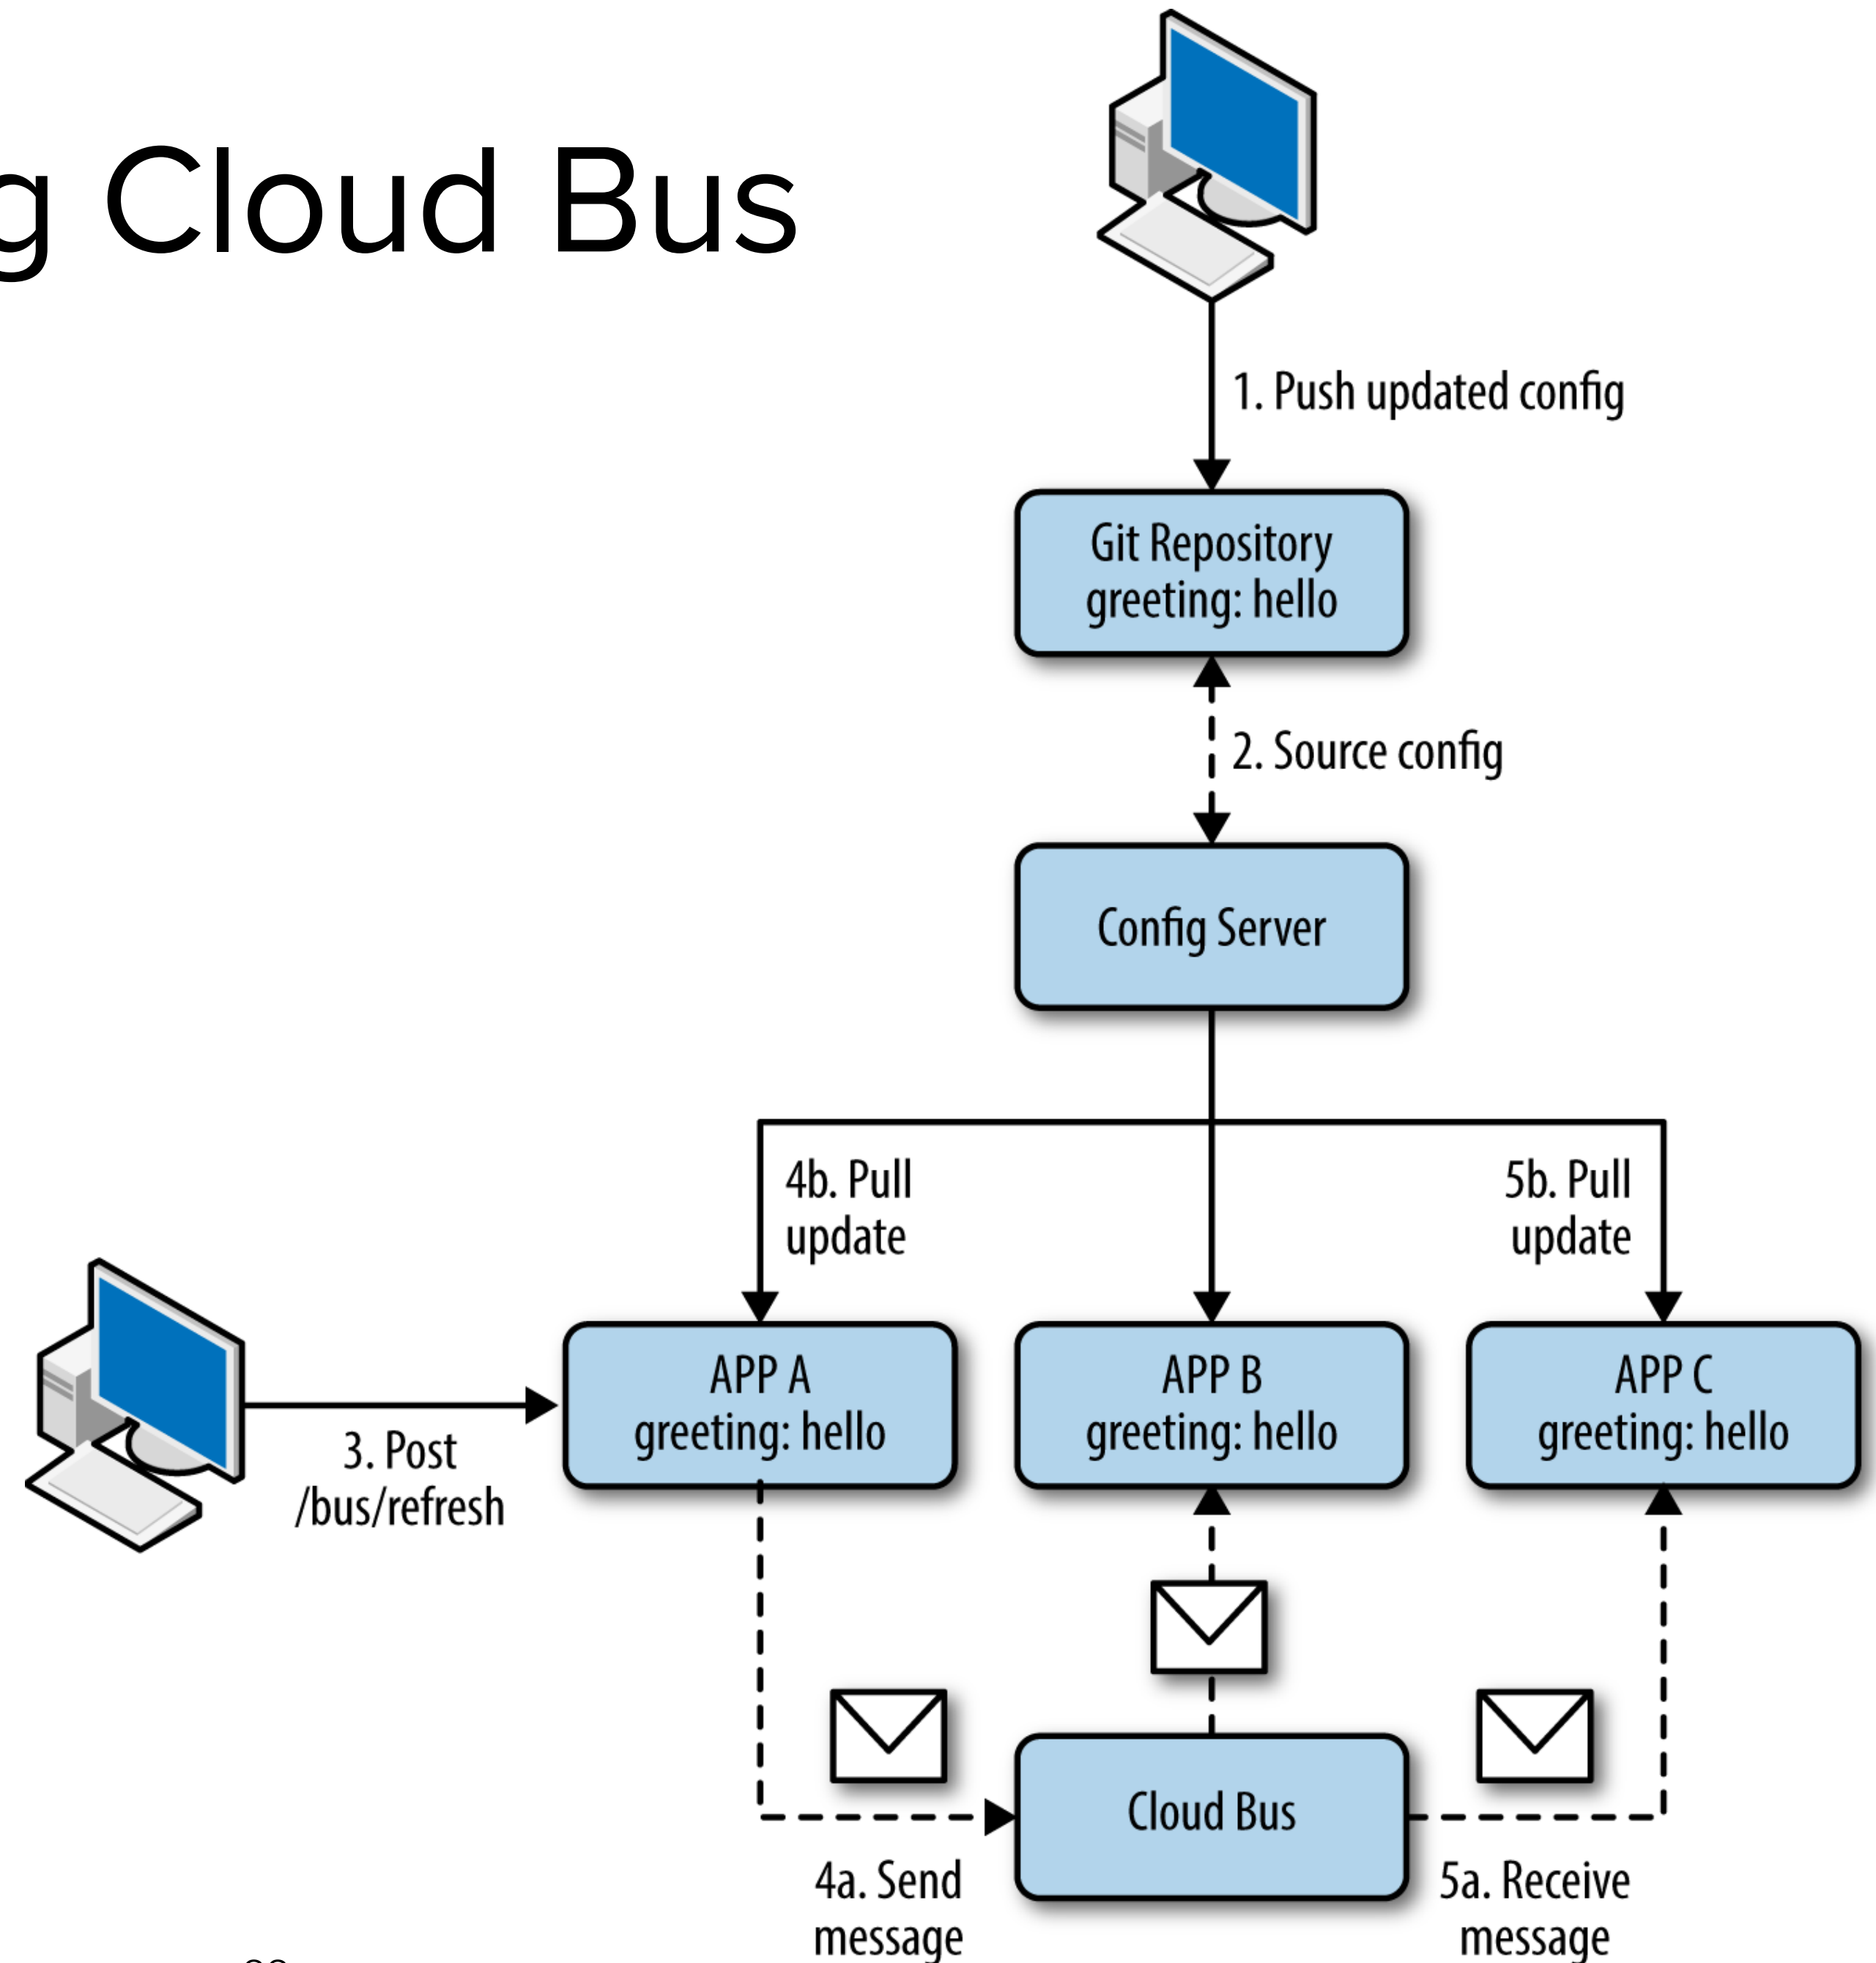 g Cloud Bus
1. Push updated config
Git Repository
greeting: hello
2. Source config
Config Server
4b. Pull
update
5b. Pull
update
3. Post
/bus/refresh
APP A
greeting: hello
APP B
greeting: hello
APP C
greeting: hello
Cloud Bus
4a. Send
message
5a. Receive
message